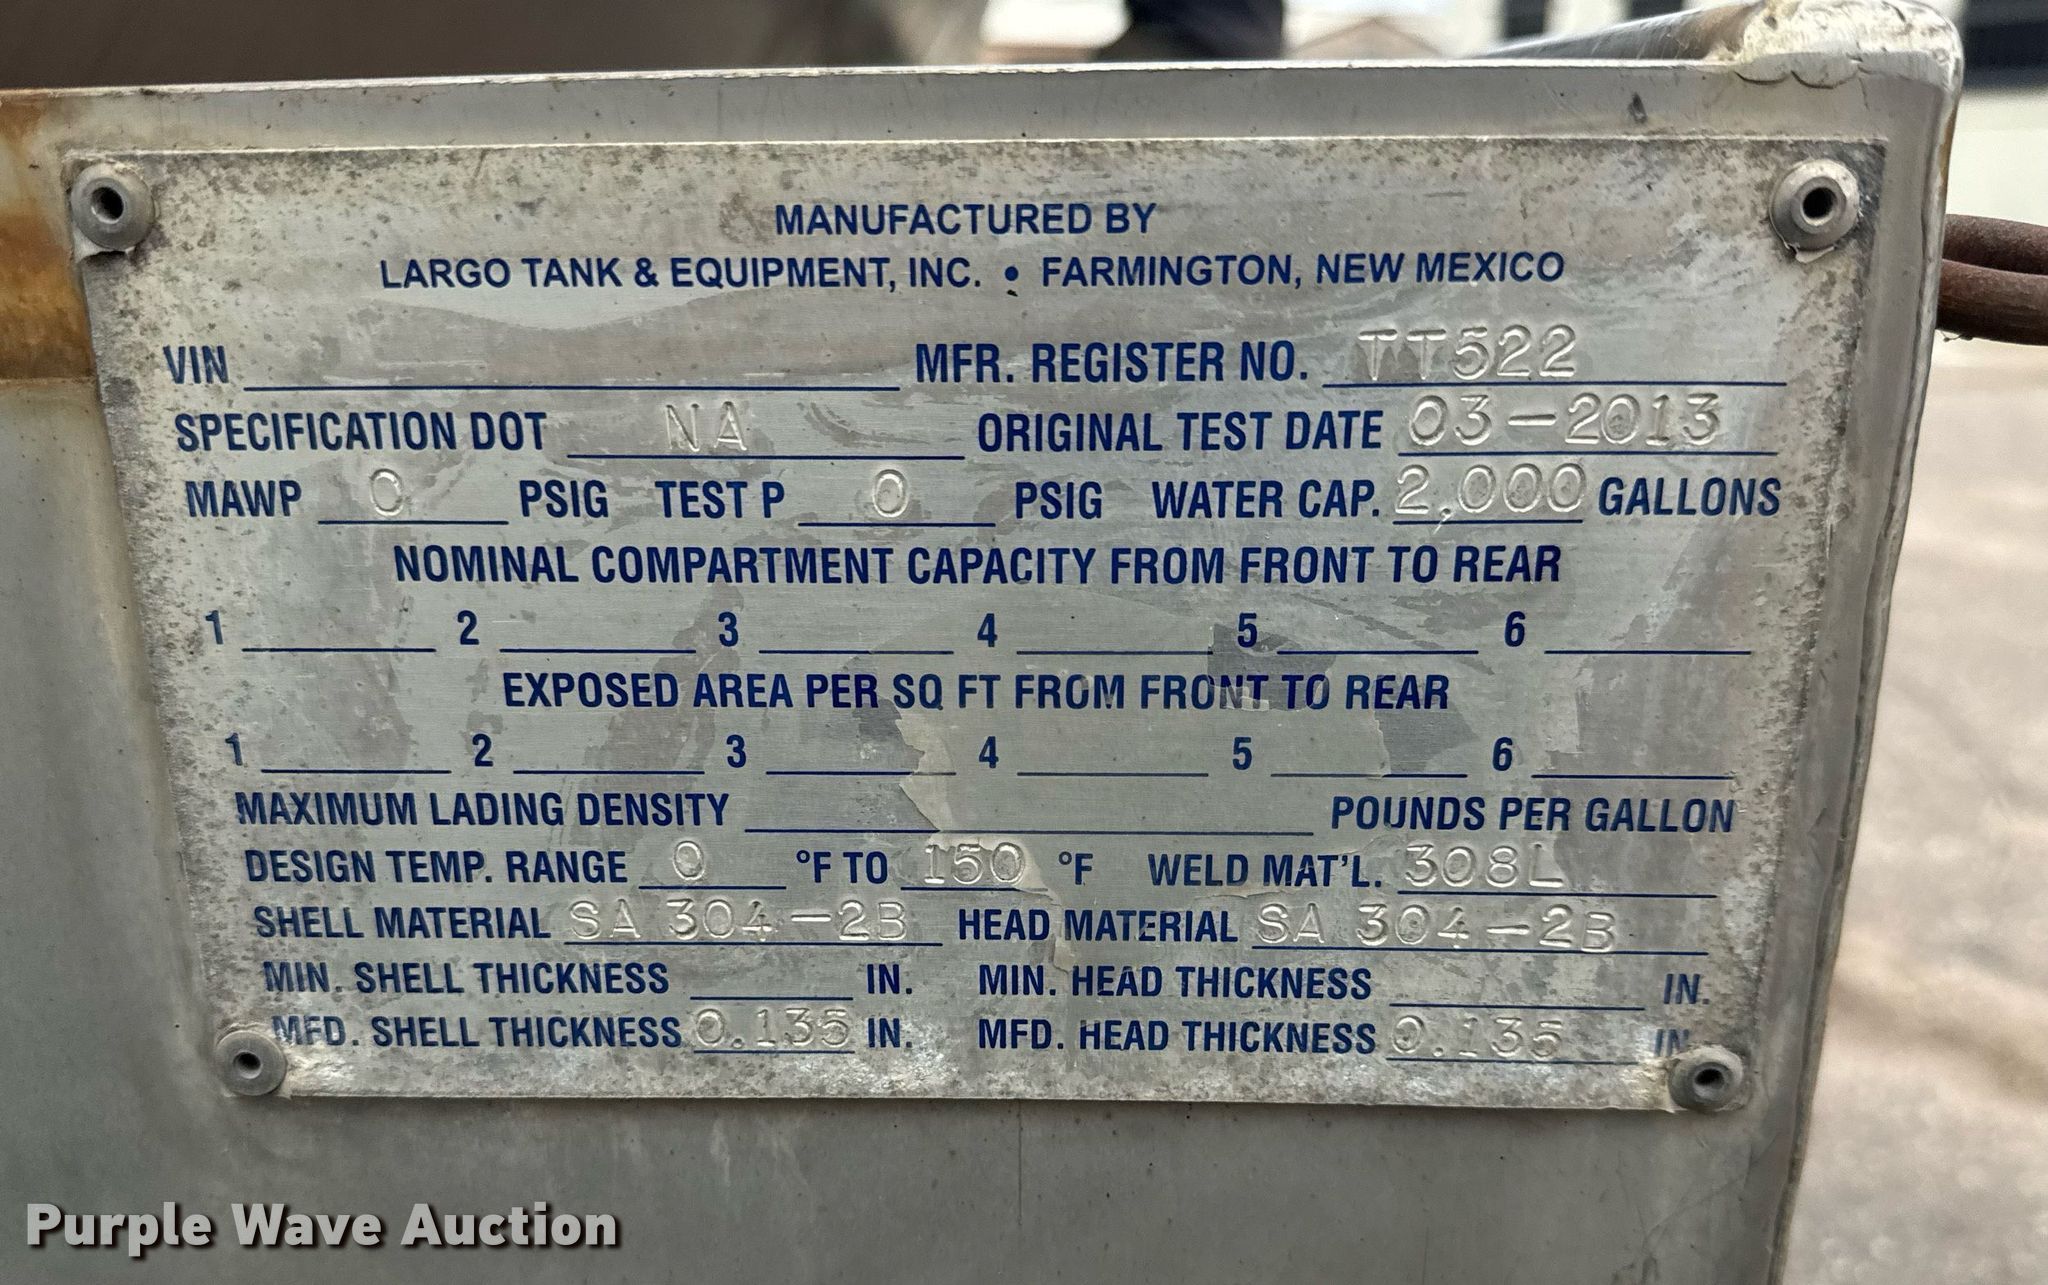 MANUFACTURED BY
LARGO TANK & EQUIPMENT, INC. • FARMINGTON, NEW MEXICO
VIN MFR. REGISTER NO. TT522
SPECIFICATION DOT NA ORIGINAL TEST DATE 03-2013
MAWP 0 PSIG TEST P 0 PSIG WATER CAP. 2,000 GALLONS
NOMINAL COMPARTMENT CAPACITY FROM FRONT TO REAR
1 2 3 4 5 6
EXPOSED AREA PER SQ FT FROM FRONT TO REAR
1 2 3 4 5 6
MAXIMUM LADING DENSITY POUNDS PER GALLON
DESIGN TEMP. RANGE 0 °F TO 150 °F WELD MAT'L. 308L
SHELL MATERIAL SA 304-2B HEAD MATERIAL SA 304-2B
MIN. SHELL THICKNESS IN. MIN. HEAD THICKNESS IN.
MFD. SHELL THICKNESS 0.135 IN. MFD. HEAD THICKNESS 0.135 IN.
Purple Wave Auction